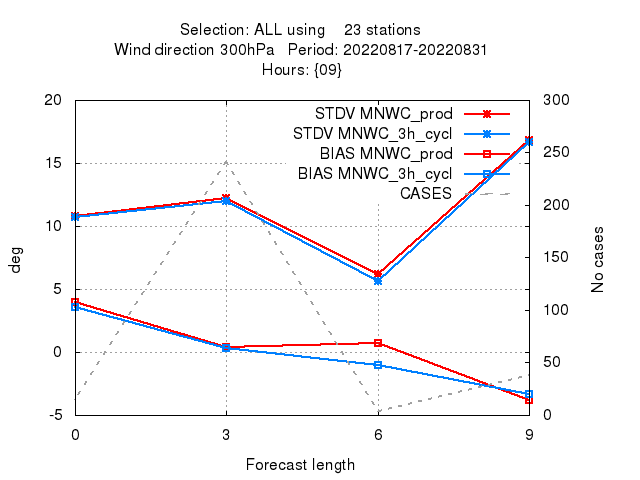 Selection: ALL using    23 stations
Wind direction 300hPa   Period: 20220817-20220831
Hours: {09}
STDV MNWC_prod
STDV MNWC_3h_cycl
BIAS MNWC_prod
BIAS MNWC_3h_cycl
CASES
20
15
10
5
0
-5
deg
300
250
200
150
100
50
0
No cases
0 3 6 9
Forecast length